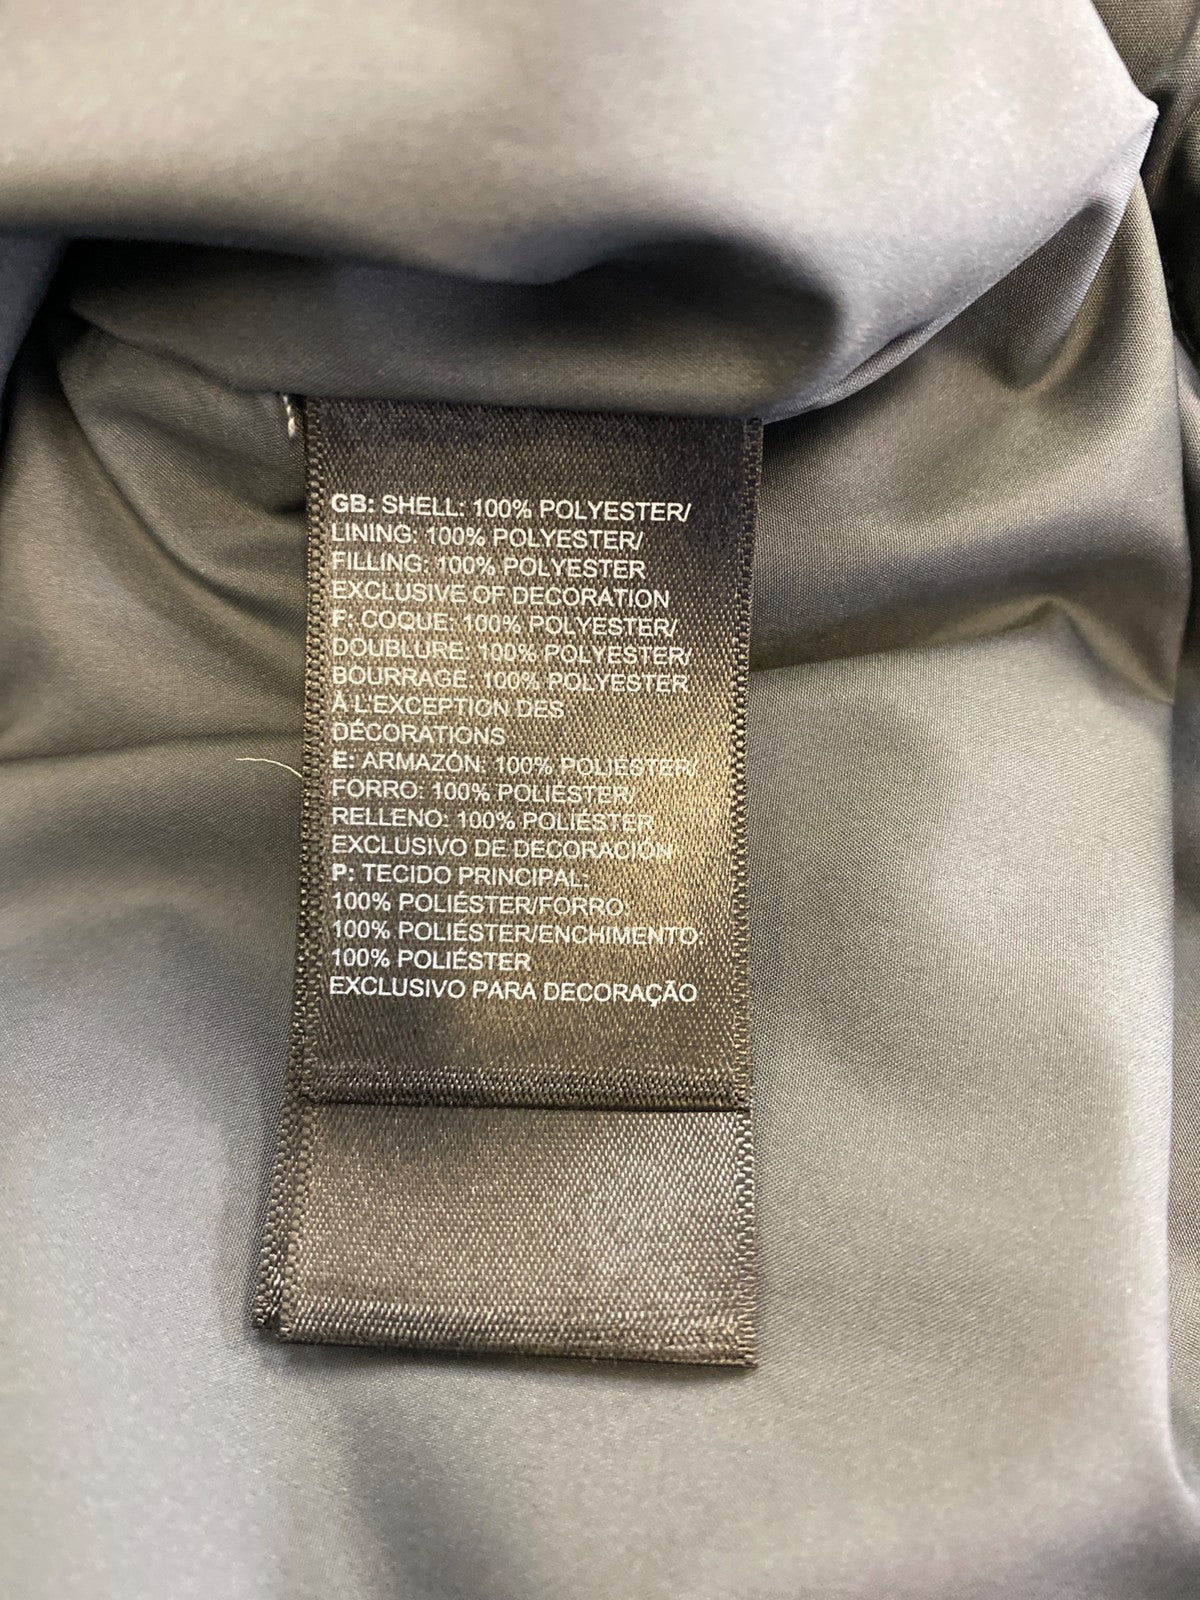 GB: SHELL: 100% POLYESTER/
LINING: 100% POLYESTER/
FILLING: 100% POLYESTER
EXCLUSIVE OF DECORATION
F: COQUE: 100% POLYESTER/
DOUBLURE: 100% POLYESTER/
BOURRAGE: 100% POLYESTER
À L'EXCEPTION DES
DÉCORATIONS
E: ARMAZÓN: 100% POLIÉSTER/
FORRO: 100% POLIÉSTER/
RELLENO: 100% POLIÉSTER
EXCLUSIVO DE DECORACIÓN
P: TECIDO PRINCIPAL:
100% POLIÉSTER/FORRO:
100% POLIÉSTER/ENCHIMENTO:
100% POLIÉSTER
EXCLUSIVO PARA DECORAÇÃO